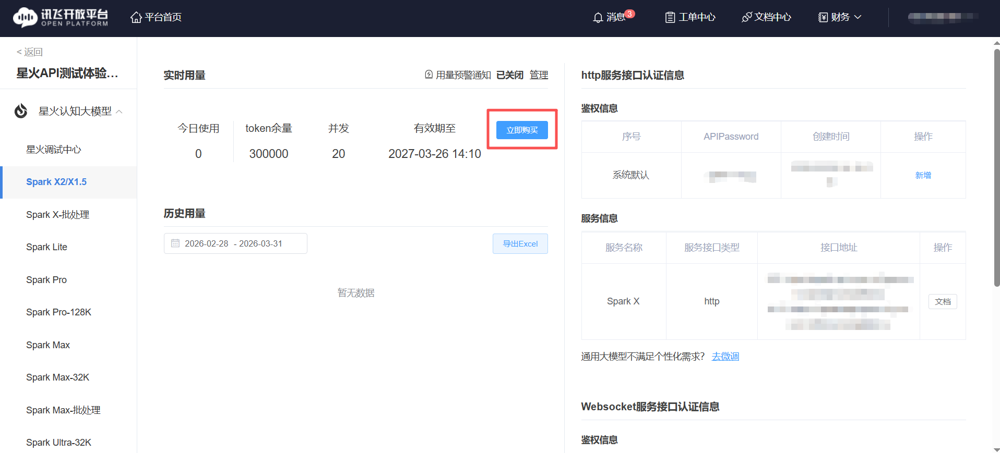 讯飞开放平台
OPEN PLATFORM
平台首页
消息 3
工单中心
文档中心
财务
< 返回
星火API测试体验...
星火认知大模型
星火调试中心
Spark X2/X1.5
Spark X-批处理
Spark Lite
Spark Pro
Spark Pro-128K
Spark Max
Spark Max-32K
Spark Max-批处理
Spark Ultra-32K
实时用量
用量预警通知 已关闭 管理
今日使用 token余量 并发 有效期至 立即购买
0 300000 20 2027-03-26 14:10
历史用量
2026-02-28 - 2026-03-31
导出Excel
暂无数据
http服务接口认证信息
鉴权信息
序号 APIPassword 创建时间 操作
系统默认 新增
服务信息
服务名称 服务接口类型 接口地址 操作
Spark X http 文档
通用大模型不满足个性化需求? 去微调
Websocket服务接口认证信息
鉴权信息